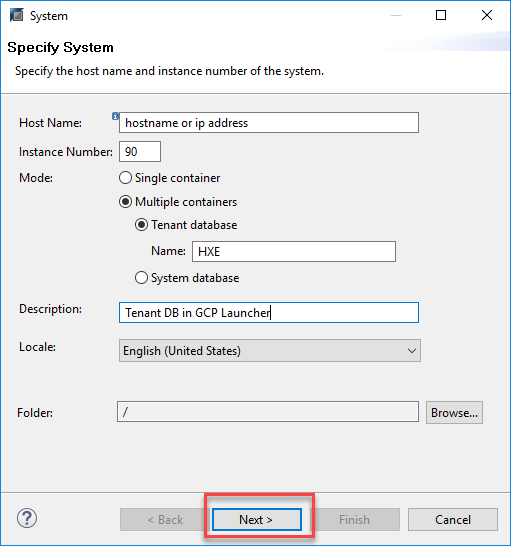 System
Specify System
Specify the host name and instance number of the system.
Host Name: hostname or ip address
Instance Number: 90
Mode: Single container
Multiple containers
Tenant database
Name: HXE
System database
Description: Tenant DB in GCP Launcher
Locale: English (United States)
Folder: / Browse...
? < Back Next > Finish Cancel